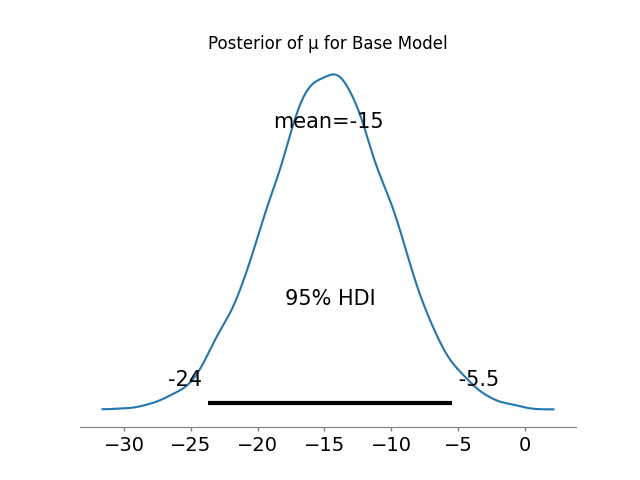 Posterior of μ for Base Model
mean=-15
95% HDI
-24
-5.5
−30 −25 −20 −15 −10 −5 0